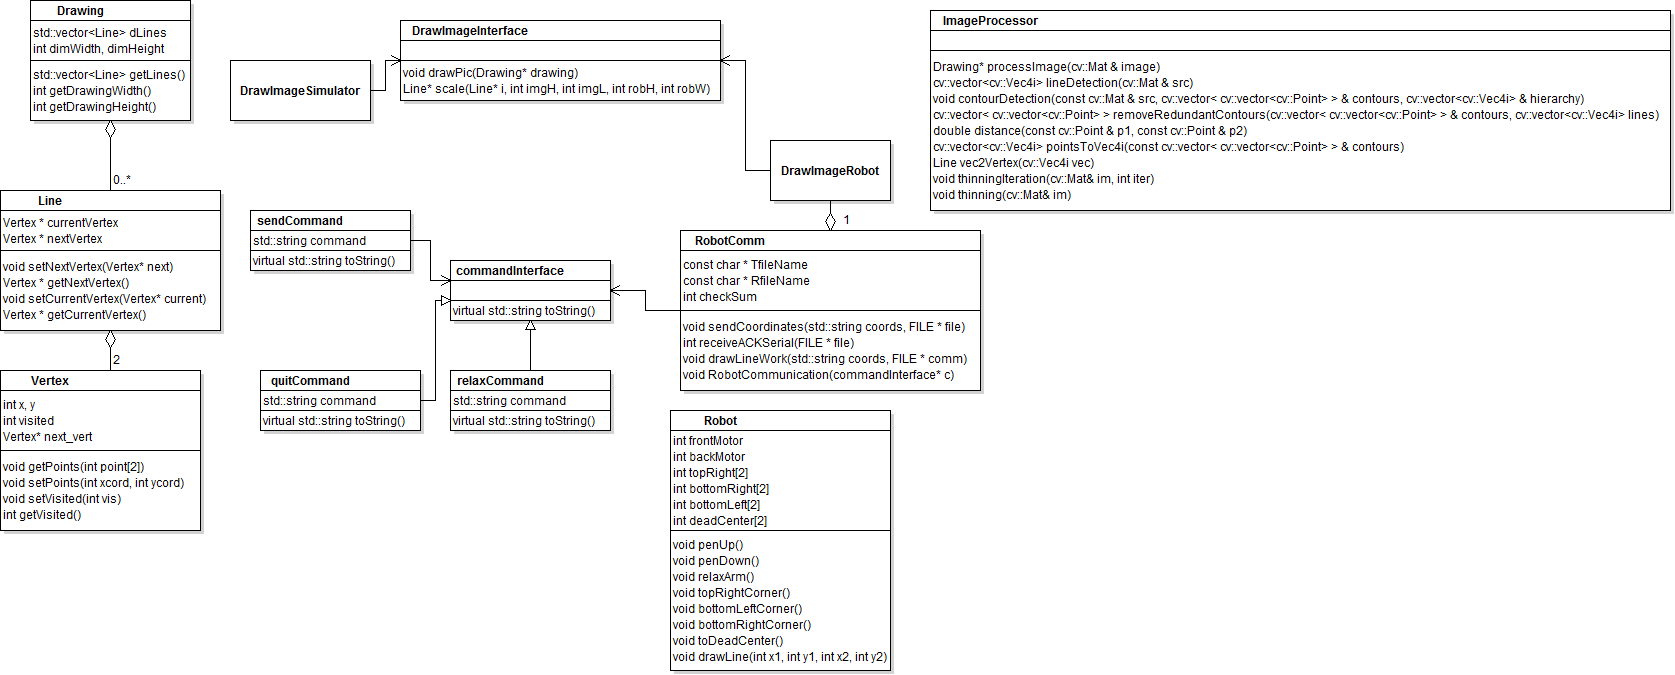 Drawing
std::vector<Line> dLines
int dimWidth, dimHeight
std::vector<Line> getLines()
int getDrawingWidth()
int getDrawingHeight()
0..*
Line
Vertex * currentVertex
Vertex * nextVertex
void setNextVertex(Vertex* next)
Vertex * getNextVertex()
void setCurrentVertex(Vertex* current)
Vertex * getCurrentVertex()
2
Vertex
int x, y
int visited
Vertex* next_vert
void getPoints(int point[2])
void setPoints(int xcord, int ycord)
void setVisited(int vis)
int getVisited()
DrawImageSimulator
DrawImageInterface
void drawPic(Drawing* drawing)
Line* scale(Line* i, int imgH, int imgL, int robH, int robW)
DrawImageRobot
1
sendCommand
std::string command
virtual std::string toString()
commandInterface
virtual std::string toString()
quitCommand
std::string command
virtual std::string toString()
relaxCommand
std::string command
virtual std::string toString()
RobotComm
const char * TfileName
const char * RfileName
int checkSum
void sendCoordinates(std::string coords, FILE * file)
int receiveACKSerial(FILE * file)
void drawLineWork(std::string coords, FILE * comm)
void RobotCommunication(commandInterface* c)
Robot
int frontMotor
int backMotor
int topRight[2]
int bottomRight[2]
int bottomLeft[2]
int deadCenter[2]
void penUp()
void penDown()
void relaxArm()
void topRightCorner()
void bottomLeftCorner()
void bottomRightCorner()
void toDeadCenter()
void drawLine(int x1, int y1, int x2, int y2)
ImageProcessor
Drawing* processImage(cv::Mat & image)
cv::vector<cv::Vec4i> lineDetection(cv::Mat & src)
void contourDetection(const cv::Mat & src, cv::vector< cv::vector<cv::Point> > & contours, cv::vector<cv::Vec4i> & hierarchy)
cv::vector< cv::vector<cv::Point> > removeRedundantContours(cv::vector< cv::vector<cv::Point> > & contours, cv::vector<cv::Vec4i> lines)
double distance(const cv::Point & p1, const cv::Point & p2)
cv::vector<cv::Vec4i> pointsToVec4i(const cv::vector< cv::vector<cv::Point> > & contours)
Line vec2Vertex(cv::Vec4i vec)
void thinningIteration(cv::Mat& im, int iter)
void thinning(cv::Mat& im)